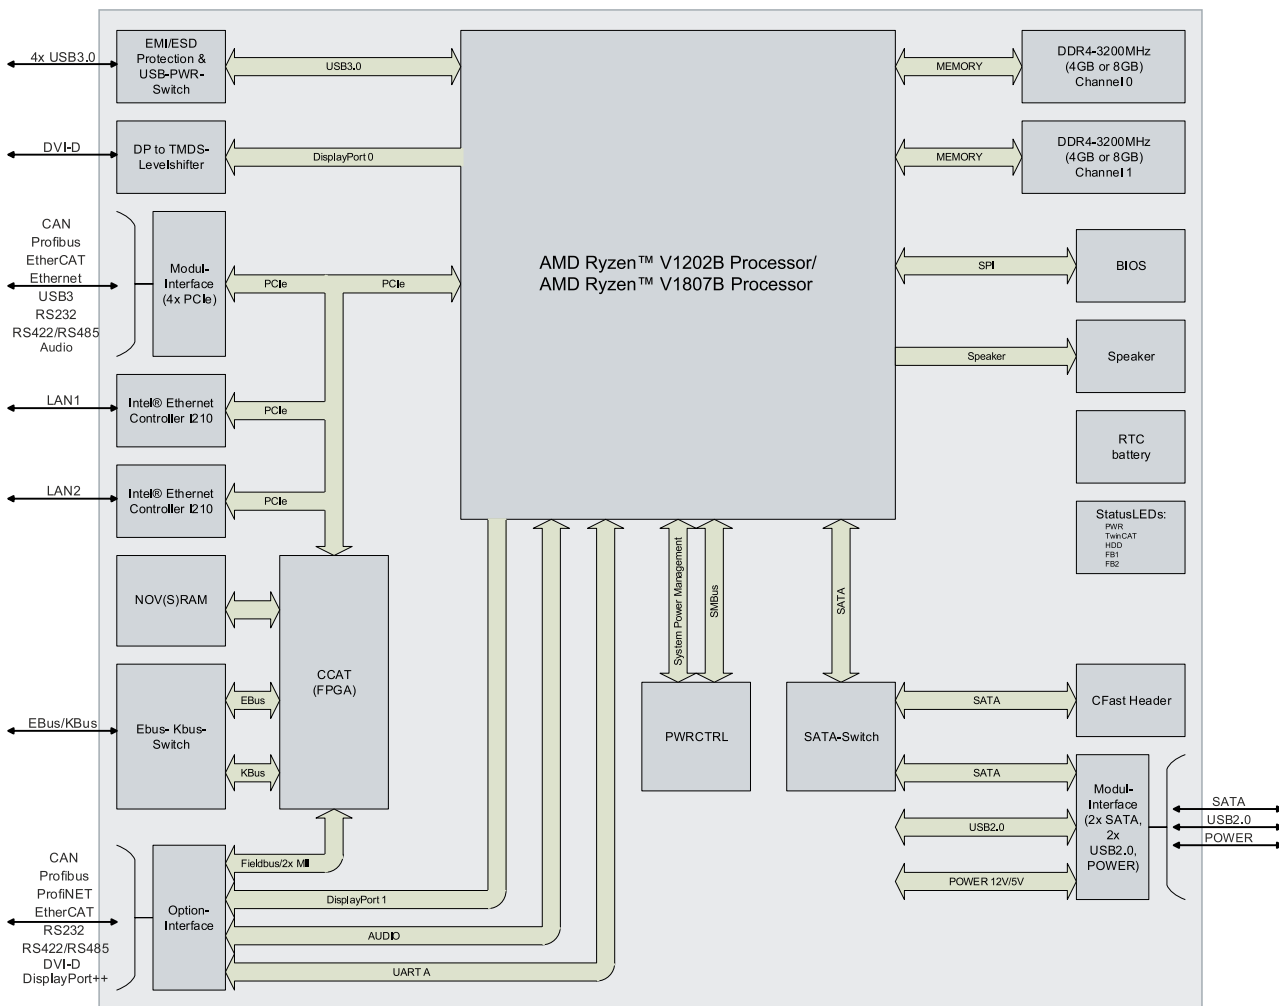 4x USB3.0
EMI/ESD
Protection &
USB-PWR-
Switch
USB3.0
DVI-D
DP to TMDS-
Levelshifter
DisplayPort 0
CAN
Profibus
EtherCAT
Ethernet
USB3
RS232
RS422/RS485
Audio
Modul-
Interface
(4x PCIe)
PCIe
PCIe
LAN1
Intel® Ethernet
Controller I210
PCIe
LAN2
Intel® Ethernet
Controller I210
PCIe
NOV(S)RAM
CCAT
(FPGA)
EBus/KBus
Ebus- Kbus-
Switch
EBus
KBus
CAN
Profibus
ProfiNET
EtherCAT
RS232
RS422/RS485
DVI-D
DisplayPort++
Option-
Interface
Fieldbus/2x MII
DisplayPort 1
AUDIO
UART A
AMD Ryzen™ V1202B Processor/
AMD Ryzen™ V1807B Processor
System Power Management
SMBus
SATA
PWRCTRL
SATA-Switch
MEMORY
DDR4-3200MHz
(4GB or 8GB)
Channel 0
MEMORY
DDR4-3200MHz
(4GB or 8GB)
Channel 1
SPI
BIOS
Speaker
Speaker
RTC
battery
StatusLEDs:
PWR
TwinCAT
HDD
FB1
FB2
SATA
CFast Header
SATA
USB2.0
POWER 12V/5V
Modul-
Interface
(2x SATA,
2x
USB2.0,
POWER)
SATA
USB2.0
POWER